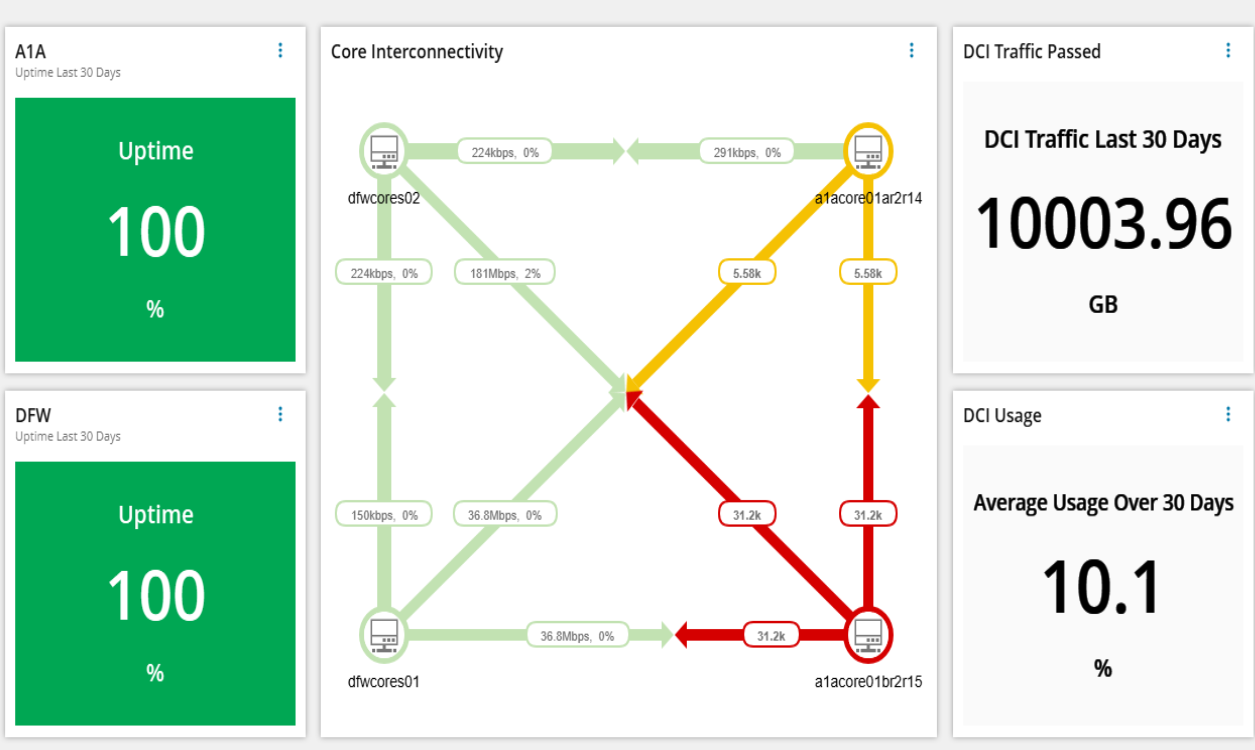 A1A
Uptime Last 30 Days
Uptime
100
%
DFW
Uptime Last 30 Days
Uptime
100
%
Core Interconnectivity
224kbps, 0%
291kbps, 0%
dfwcores02
a1acore01ar2r14
224kbps, 0%
181Mbps, 2%
5.58k
5.58k
150kbps, 0%
36.8Mbps, 0%
31.2k
31.2k
36.8Mbps, 0%
31.2k
dfwcores01
a1acore01br2r15
DCI Traffic Passed
DCI Traffic Last 30 Days
10003.96
GB
DCI Usage
Average Usage Over 30 Days
10.1
%